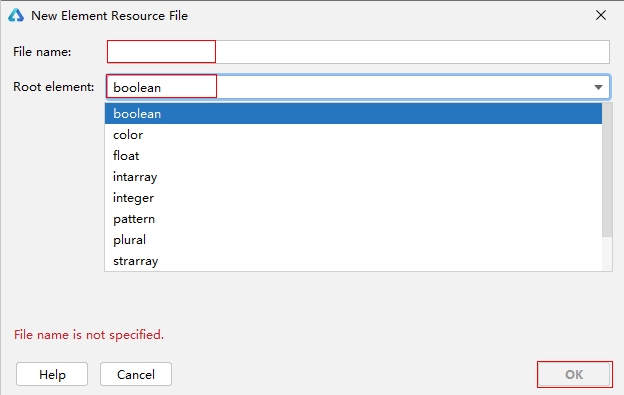 New Element Resource File
File name:
Root element: boolean
boolean
color
float
intarray
integer
pattern
plural
strarray
File name is not specified.
Help Cancel OK